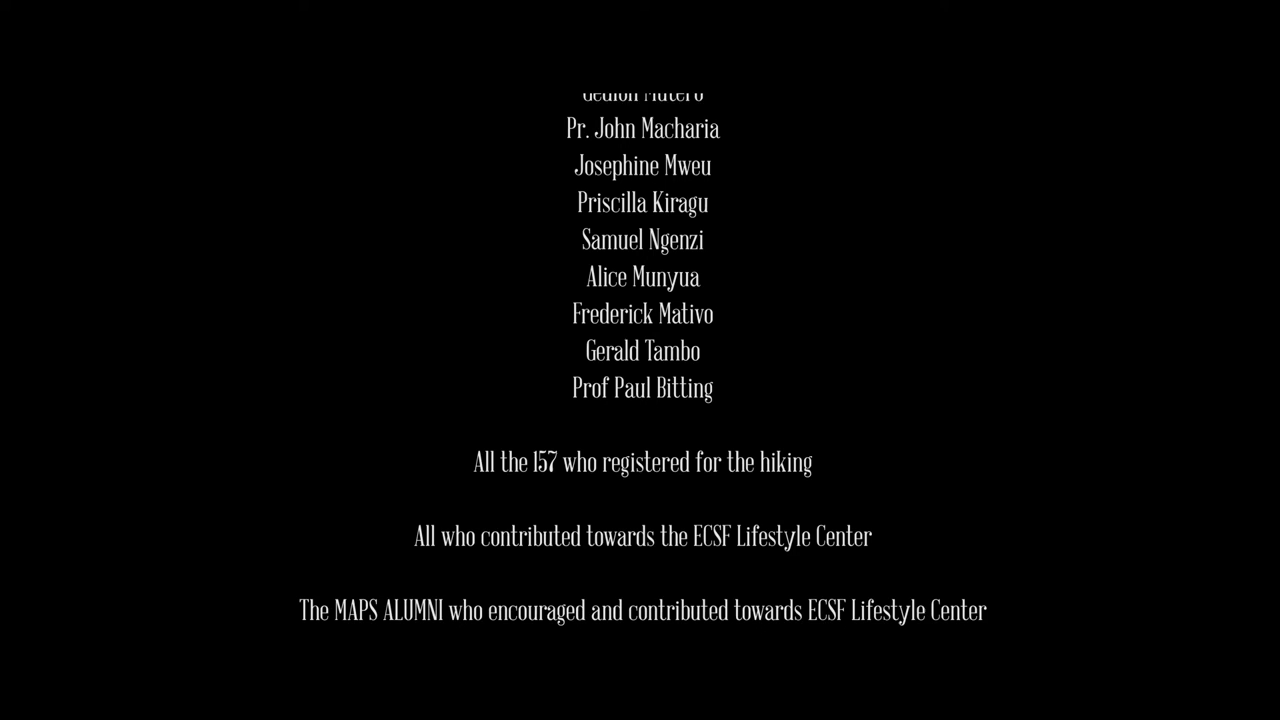 Pr. John Macharia
Josephine Mweu
Priscilla Kiragu
Samuel Ngenzi
Alice Munyua
Frederick Mativo
Gerald Tambo
Prof Paul Bitting
All the 157 who registered for the hiking
All who contributed towards the ECSF Lifestyle Center
The MAPS ALUMNI who encouraged and contributed towards ECSF Lifestyle Center